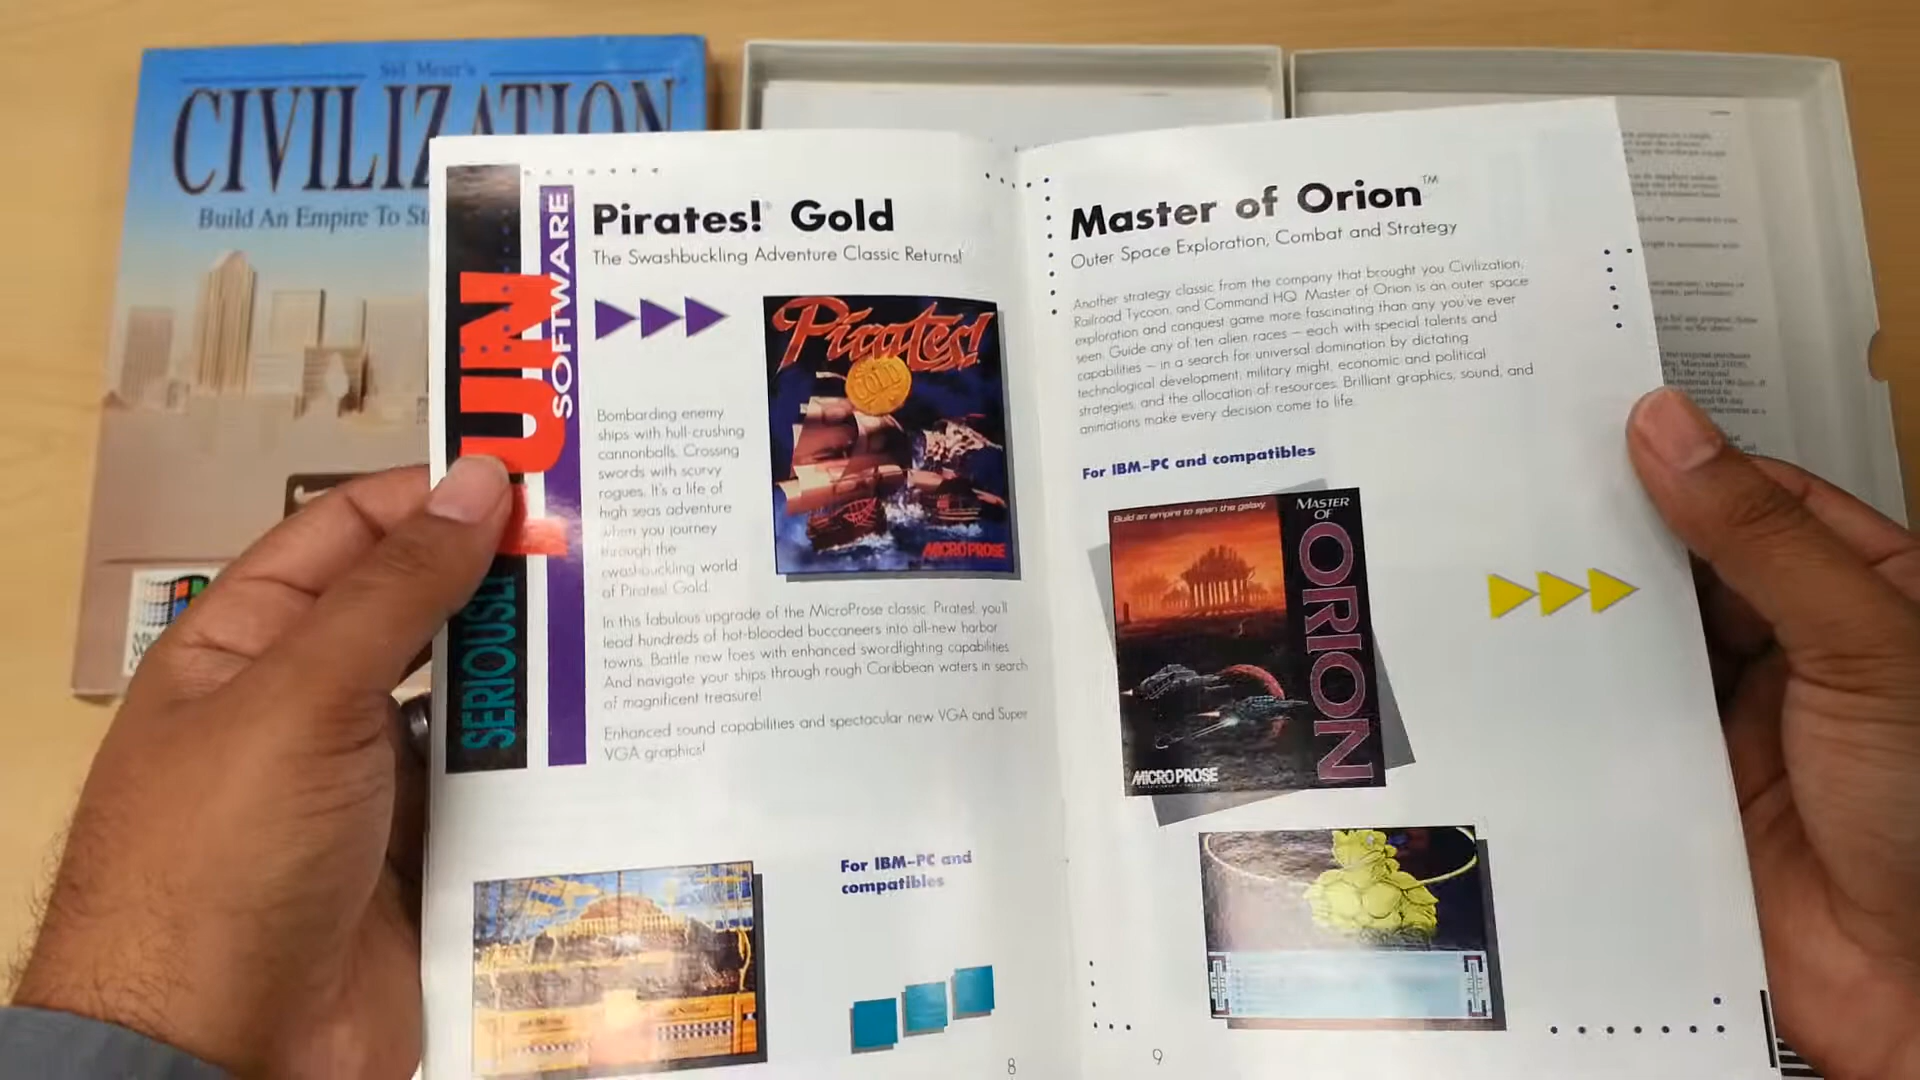 Sid Meier's
CIVILIZATION
Build An Empire To St
FUN
SOFTWARE
SERIOUSLY
Pirates!® Gold
The Swashbuckling Adventure Classic Returns!
Pirates!
GOLD
MICROPROSE
Bombarding enemy
ships with hull-crushing
cannonballs. Crossing
swords with scurvy
rogues. It's a life of
high seas adventure
when you journey
through the
swashbuckling world
of Pirates! Gold.
In this fabulous upgrade of the MicroProse classic, Pirates!, you'll
lead hundreds of hot-blooded buccaneers into all-new harbor
towns. Battle new foes with enhanced swordfighting capabilities.
And navigate your ships through rough Caribbean waters in search
of magnificent treasure!
Enhanced sound capabilities and spectacular new VGA and Super
VGA graphics!
For IBM-PC and
compatibles
8
Master of Orion™
Outer Space Exploration, Combat and Strategy
Another strategy classic from the company that brought you Civilization,
Railroad Tycoon, and Command HQ. Master of Orion is an outer space
exploration and conquest game more fascinating than any you've ever
seen. Guide any of ten alien races – each with special talents and
capabilities – in a search for universal domination by dictating
technological development, military might, economic and political
strategies, and the allocation of resources. Brilliant graphics, sound, and
animations make every decision come to life.
For IBM-PC and compatibles
Build an empire to span the galaxy.
MASTER
OF
ORION
MICROPROSE
9